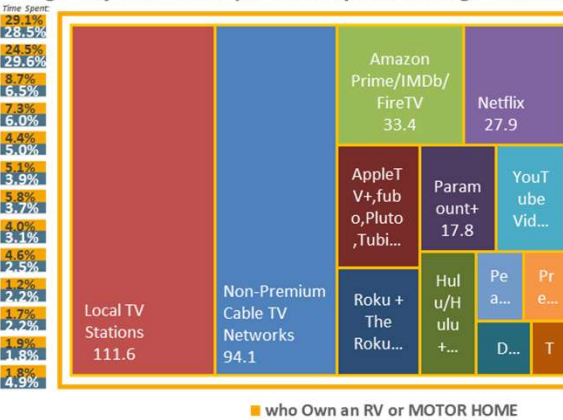 Time Spent:
29.1%
28.5%
24.5%
29.6%
8.7%
6.5%
7.3%
6.0%
4.4%
5.0%
5.1%
3.9%
5.8%
3.7%
4.0%
3.1%
4.6%
2.5%
1.2%
2.2%
1.7%
2.2%
1.9%
1.8%
1.8%
4.9%
Local TV
Stations
111.6
Non-Premium
Cable TV
Networks
94.1
Amazon
Prime/IMDb/
FireTV
33.4
Netflix
27.9
AppleT
V+,fub
o,Pluto
,Tubi...
Param
ount+
17.8
YouT
ube
Vid...
Roku +
The
Roku...
Hul
u/H
ulu
+...
Pe
a...
Pr
e...
D...
T
who Own an RV or MOTOR HOME